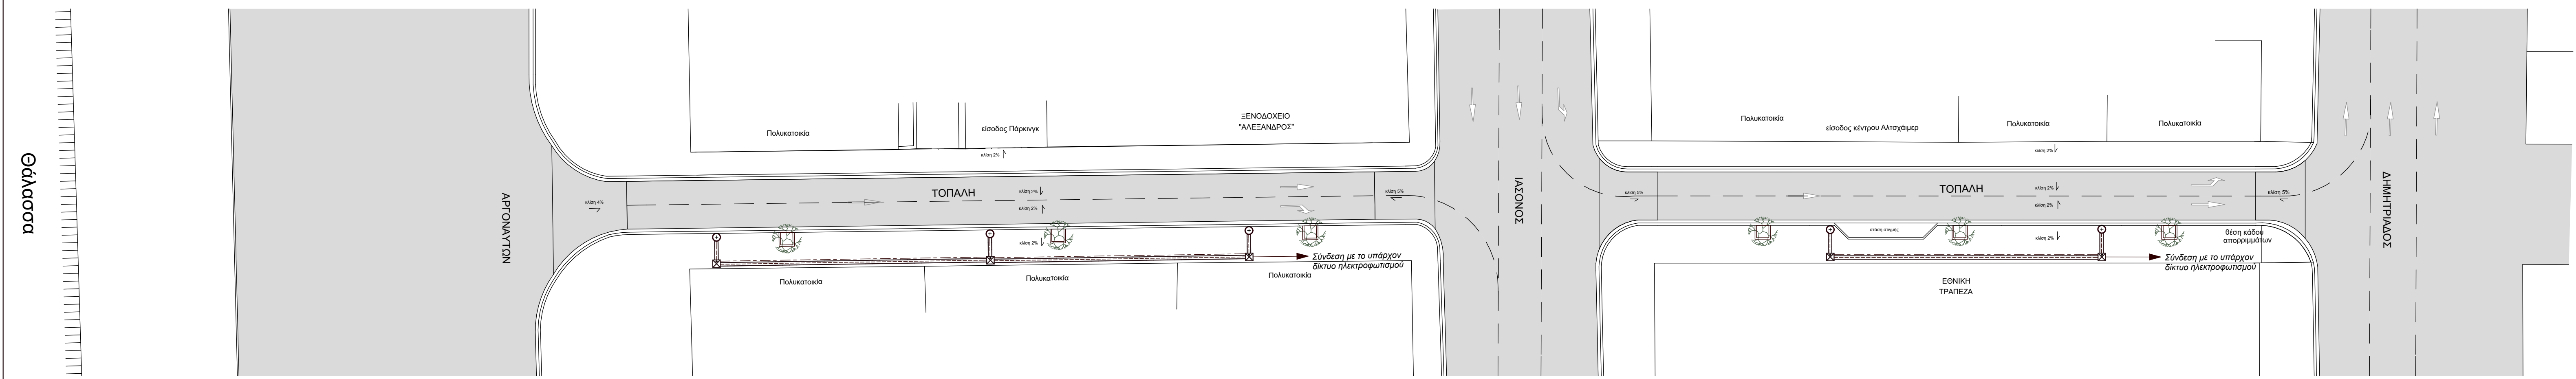 Θάλασσα
ΑΡΓΟΝΑΥΤΩΝ
κλίση 4%
Πολυκατοικία
είσοδος Πάρκινγκ
κλίση 2%
ΞΕΝΟΔΟΧΕΙΟ
"ΑΛΕΞΑΝΔΡΟΣ"
ΤΟΠΑΛΗ
κλίση 2%
κλίση 2%
κλίση 5%
κλίση 2%
Πολυκατοικία
Πολυκατοικία
Πολυκατοικία
Σύνδεση με το υπάρχον
δίκτυο ηλεκτροφωτισμού
ΙΑΣΟΝΟΣ
κλίση 5%
Πολυκατοικία
είσοδος κέντρου Αλτσχάιμερ
Πολυκατοικία
Πολυκατοικία
κλίση 2%
ΤΟΠΑΛΗ
κλίση 2%
κλίση 2%
κλίση 5%
στάση στιγμής
κλίση 2%
θέση κάδου
απορριμμάτων
Σύνδεση με το υπάρχον
δίκτυο ηλεκτροφωτισμού
ΕΘΝΙΚΗ
ΤΡΑΠΕΖΑ
ΔΗΜΗΤΡΙΑΔΟΣ